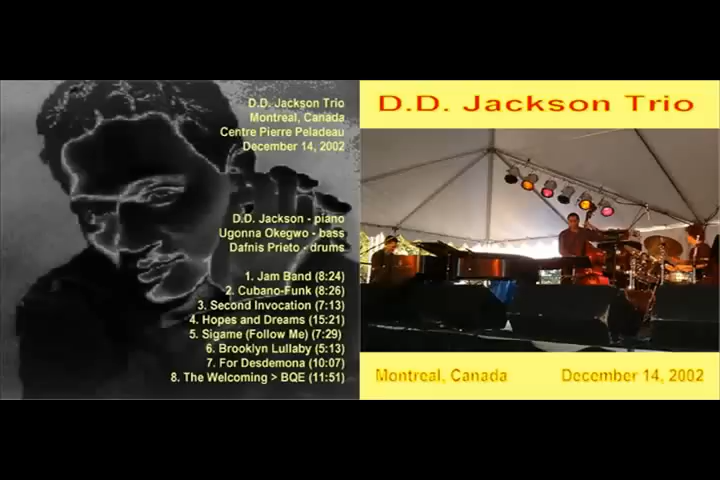 D.D. Jackson Trio
Montreal, Canada
Centre Pierre Peladeau
December 14, 2002
D.D. Jackson - piano
Ugonna Okegwo - bass
Dafnis Prieto - drums
1. Jam Band (8:24)
2. Cubano-Funk (8:26)
3. Second Invocation (7:13)
4. Hopes and Dreams (15:21)
5. Sigame (Follow Me) (7:29)
6. Brooklyn Lullaby (5:13)
7. For Desdemona (10:07)
8. The Welcoming > BQE (11:51)
D.D. Jackson Trio
Montreal, Canada December 14, 2002